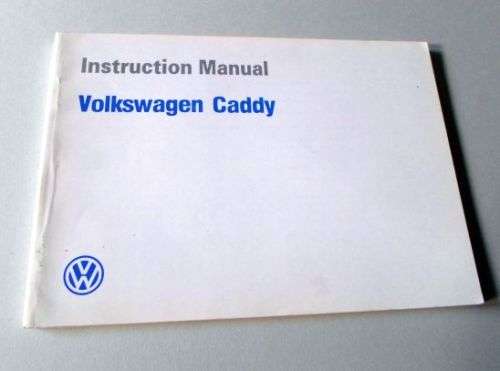 Instruction Manual
Volkswagen Caddy
VW